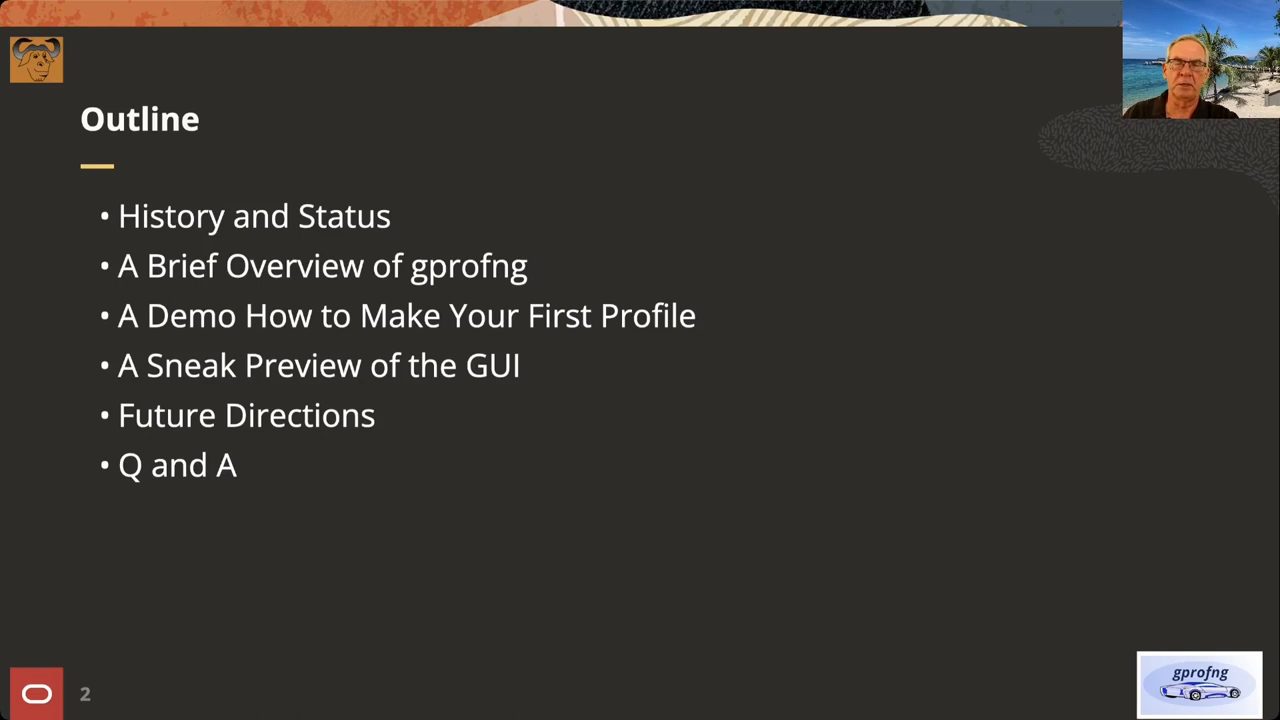 Outline
• History and Status
• A Brief Overview of gprofng
• A Demo How to Make Your First Profile
• A Sneak Preview of the GUI
• Future Directions
• Q and A
2
gprofng